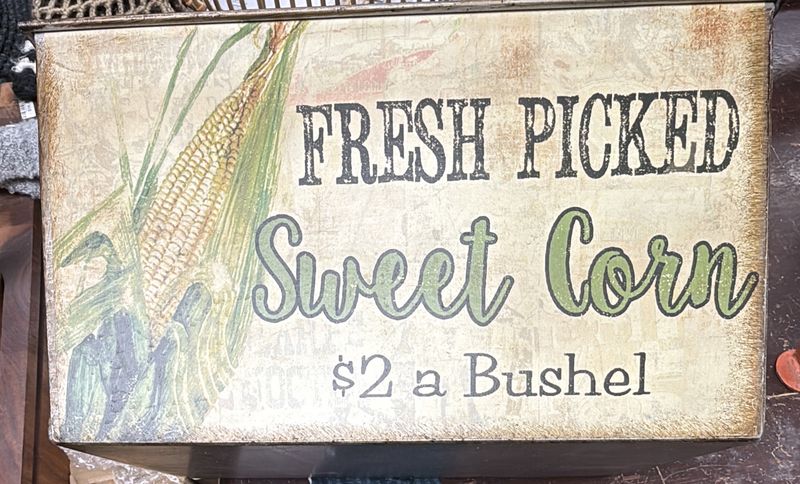 FRESH PICKED
Sweet Corn
$2 a Bushel